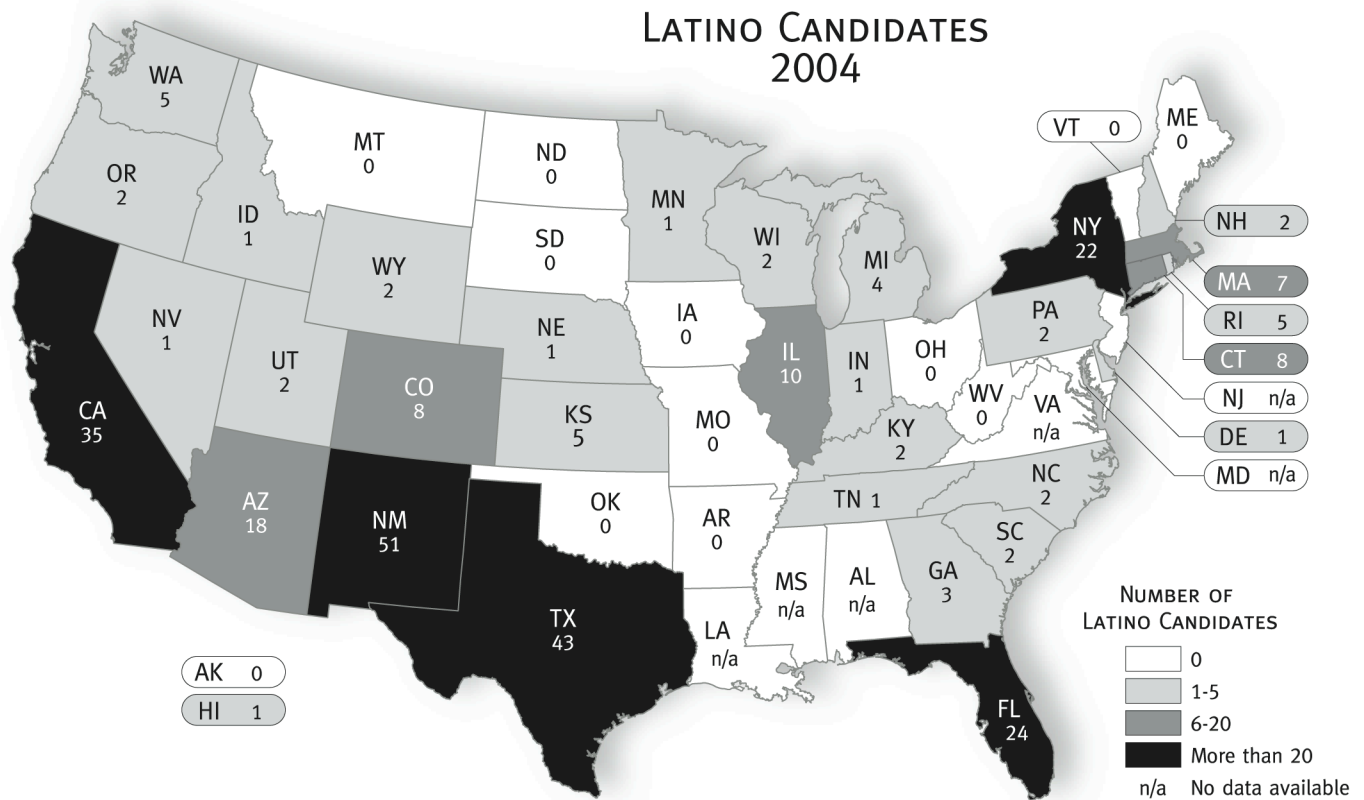 LATINO CANDIDATES
2004
WA
5
OR
2
CA
35
ID
1
NV
1
MT
0
WY
2
UT
2
AZ
18
CO
8
NM
51
ND
0
SD
0
NE
1
KS
5
OK
0
TX
43
MN
1
IA
0
MO
0
AR
0
LA
n/a
WI
2
IL
10
MI
4
IN
1
OH
0
KY
2
TN 1
MS
n/a
AL
n/a
GA
3
FL
24
SC
2
NC
2
VA
n/a
WV
0
PA
2
NY
22
VT 0
ME
0
NH 2
MA 7
RI 5
CT 8
NJ n/a
DE 1
MD n/a
AK 0
HI 1
NUMBER OF
LATINO CANDIDATES
0
1-5
6-20
More than 20
n/a No data available